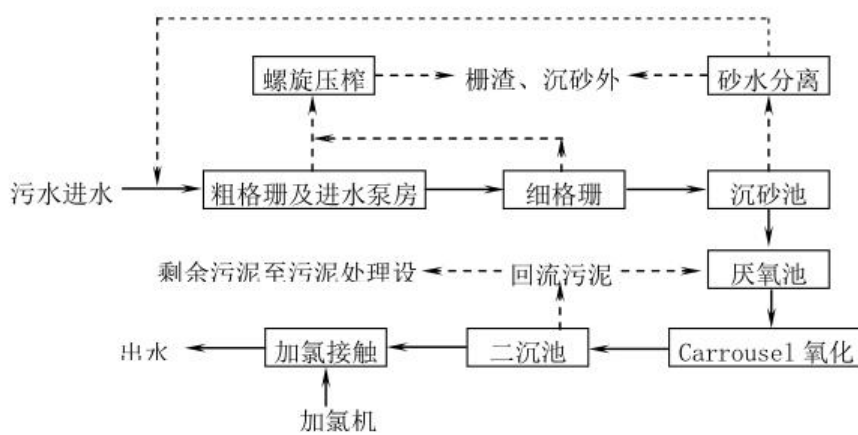 螺旋压榨
栅渣、沉砂外
砂水分离
污水进水
粗格珊及进水泵房
细格珊
沉砂池
剩余污泥至污泥处理设
回流污泥
厌氧池
出水
加氯接触
二沉池
Carrousel 氧化
加氯机